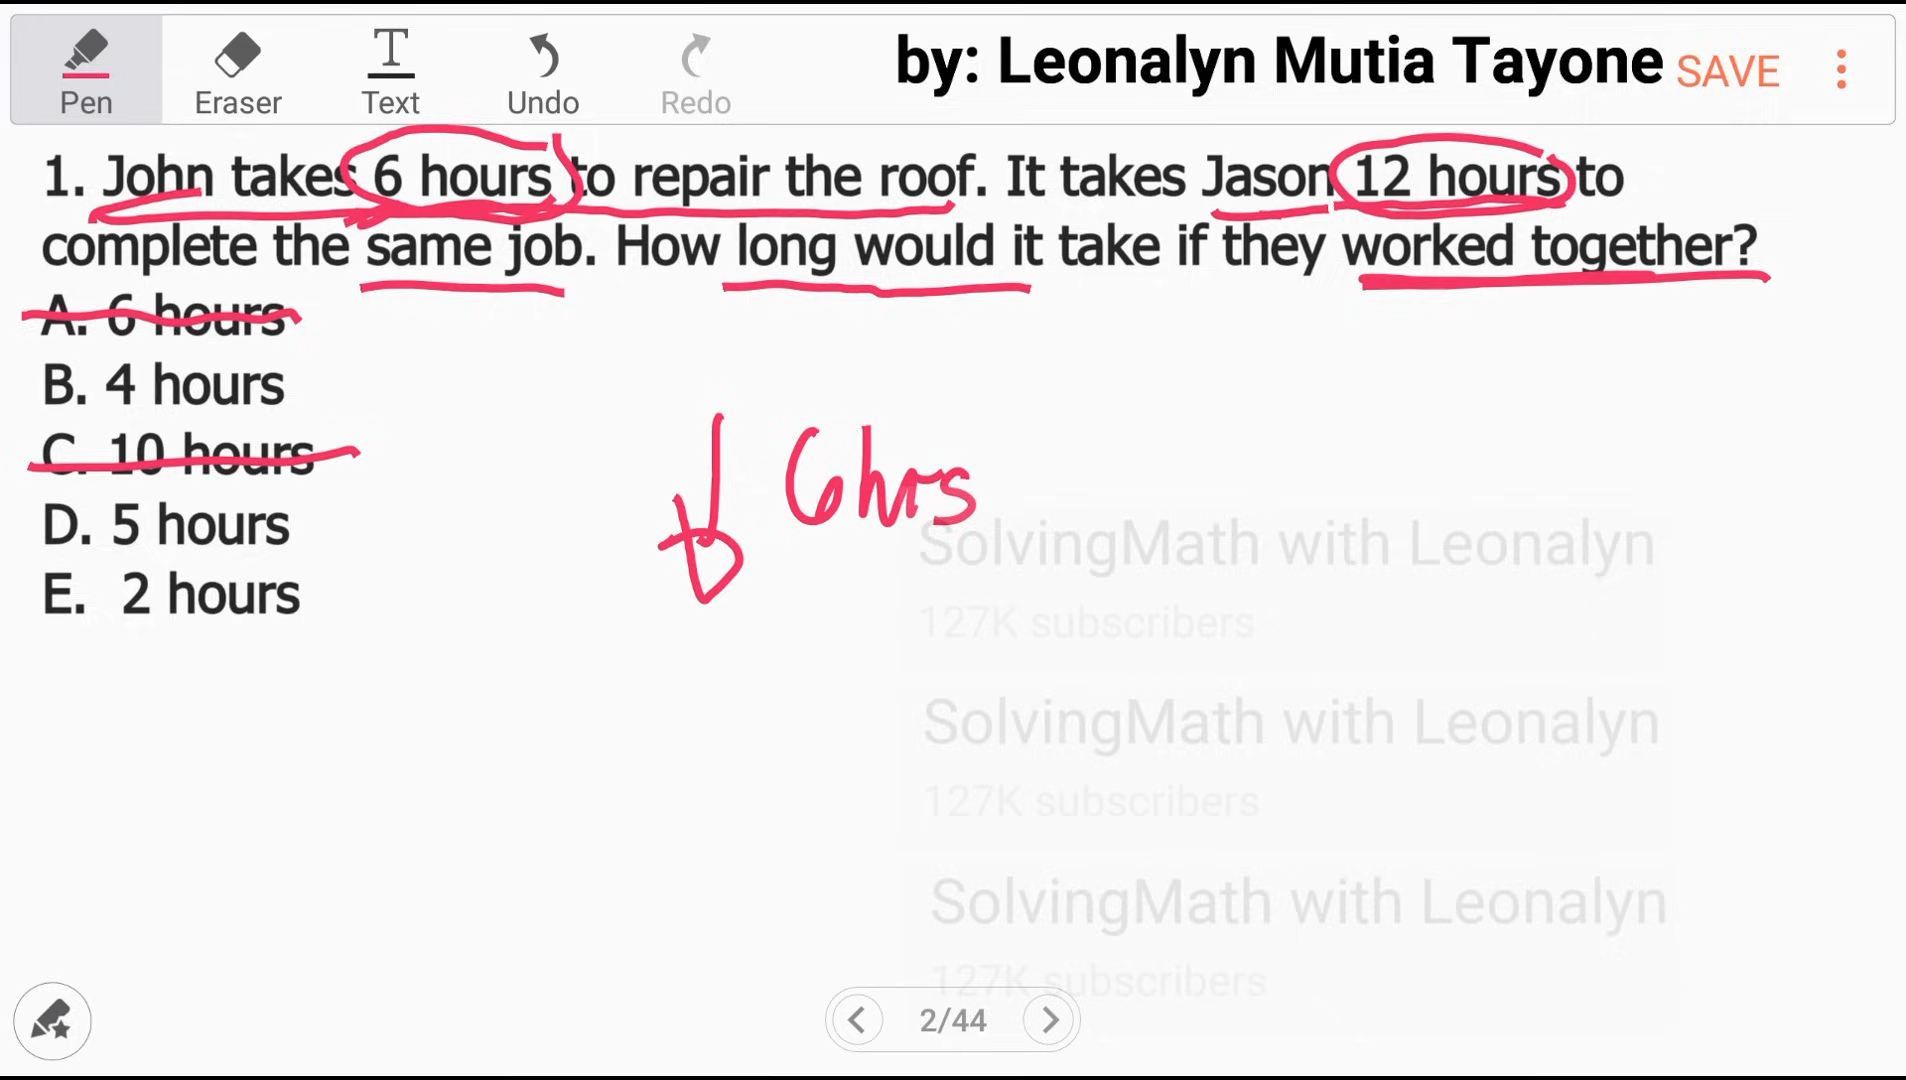 by: Leonalyn Mutia Tayone
SAVE
Pen
Eraser
Text
Undo
Redo
1. John takes 6 hours to repair the roof. It takes Jason 12 hours to
complete the same job. How long would it take if they worked together?
A. 6 hours
B. 4 hours
C. 10 hours
D. 5 hours
E. 2 hours
6hrs
SolvingMath with Leonalyn
127K subscribers
SolvingMath with Leonalyn
127K subscribers
SolvingMath with Leonalyn
127K subscribers
2/44